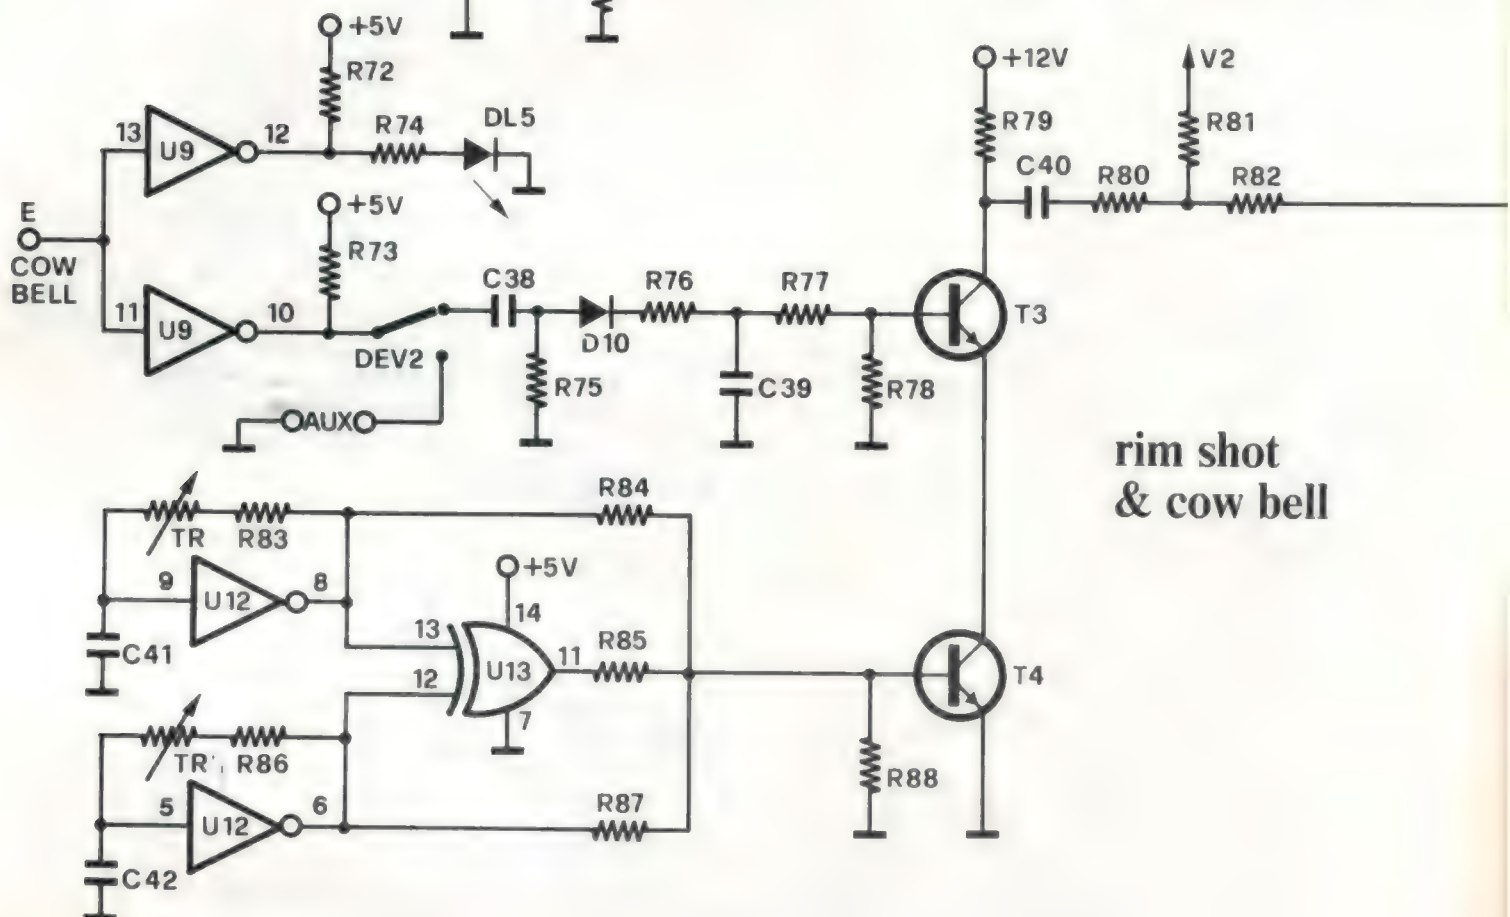 +5V
R72
+12V
V2
R79
R81
13
U9
12
R74
DL5
C40
R80
R82
E
COW
BELL
+5V
R73
11
U9
10
C38
R76
R77
T3
DEV2
D10
R75
C39
R78
AUX
rim shot
& cow bell
TR
R83
R84
9
U12
8
+5V
14
13
12
U13
11
R85
7
C41
T4
TR'
R86
5
U12
6
R87
R88
C42